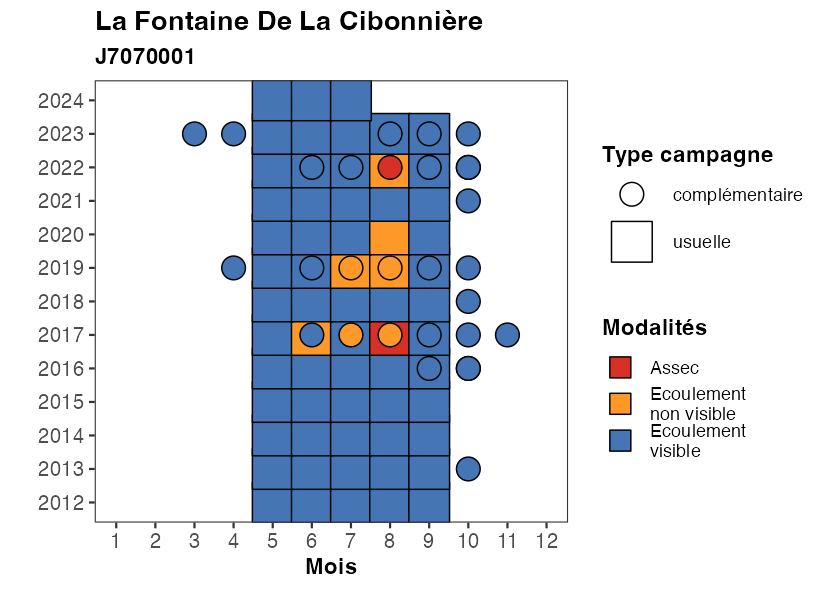 La Fontaine De La Cibonnière
J7070001
2024
2023
2022
2021
2020
2019
2018
2017
2016
2015
2014
2013
2012
1 2 3 4 5 6 7 8 9 10 11 12
Mois
Type campagne
complémentaire
usuelle
Modalités
Assec
Ecoulement
non visible
Ecoulement
visible